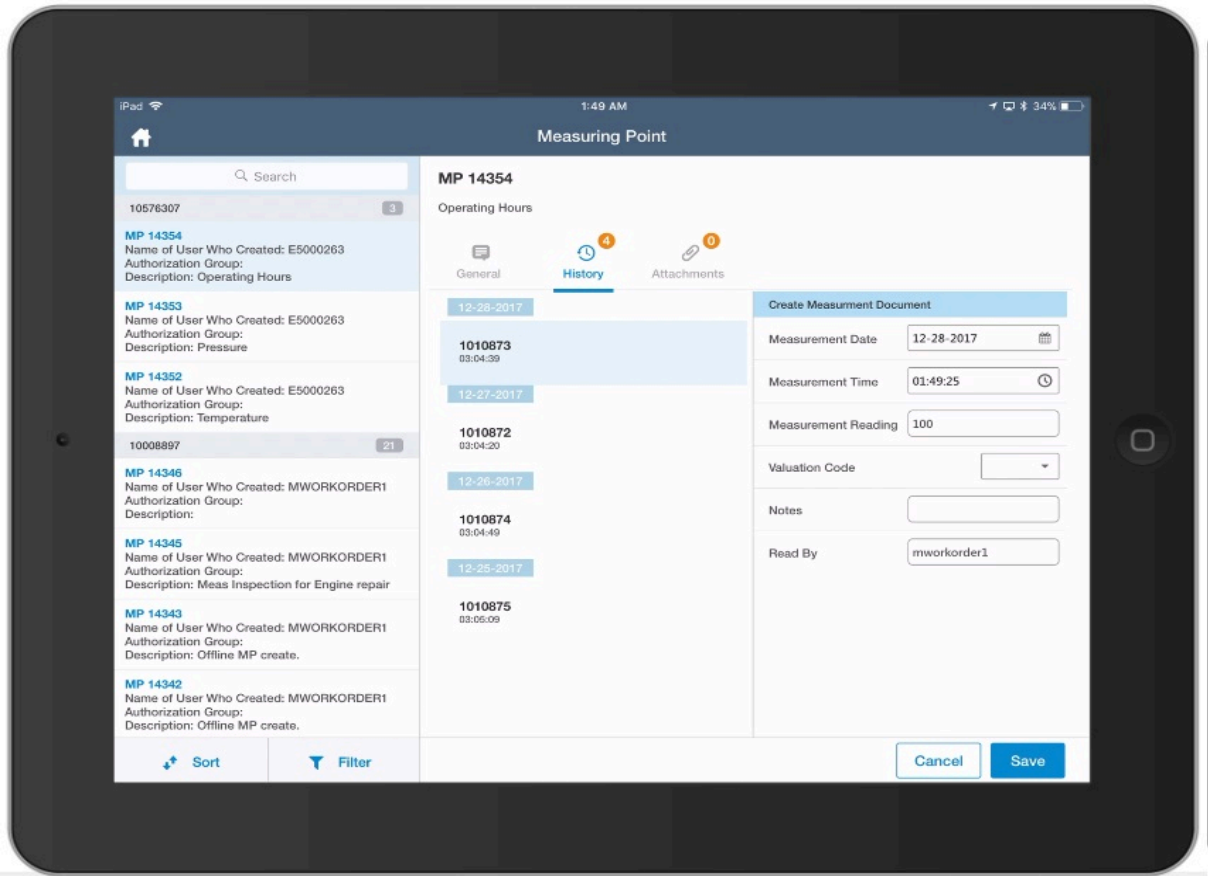 iPad
1:49 AM
34%
Measuring Point
Search
10576307
3
MP 14354
Name of User Who Created: E5000263
Authorization Group:
Description: Operating Hours
MP 14353
Name of User Who Created: E5000263
Authorization Group:
Description: Pressure
MP 14352
Name of User Who Created: E5000263
Authorization Group:
Description: Temperature
10008897
21
MP 14346
Name of User Who Created: MWORKORDER1
Authorization Group:
Description:
MP 14345
Name of User Who Created: MWORKORDER1
Authorization Group:
Description: Meas Inspection for Engine repair
MP 14343
Name of User Who Created: MWORKORDER1
Authorization Group:
Description: Offline MP create.
MP 14342
Name of User Who Created: MWORKORDER1
Authorization Group:
Description: Offline MP create.
Sort
Filter
MP 14354
Operating Hours
General
4
History
0
Attachments
12-28-2017
1010873
03:04:39
12-27-2017
1010872
03:04:20
12-26-2017
1010874
03:04:49
12-25-2017
1010875
03:05:09
Create Measurment Document
Measurement Date 12-28-2017
Measurement Time 01:49:25
Measurement Reading 100
Valuation Code
Notes
Read By mworkorder1
Cancel
Save